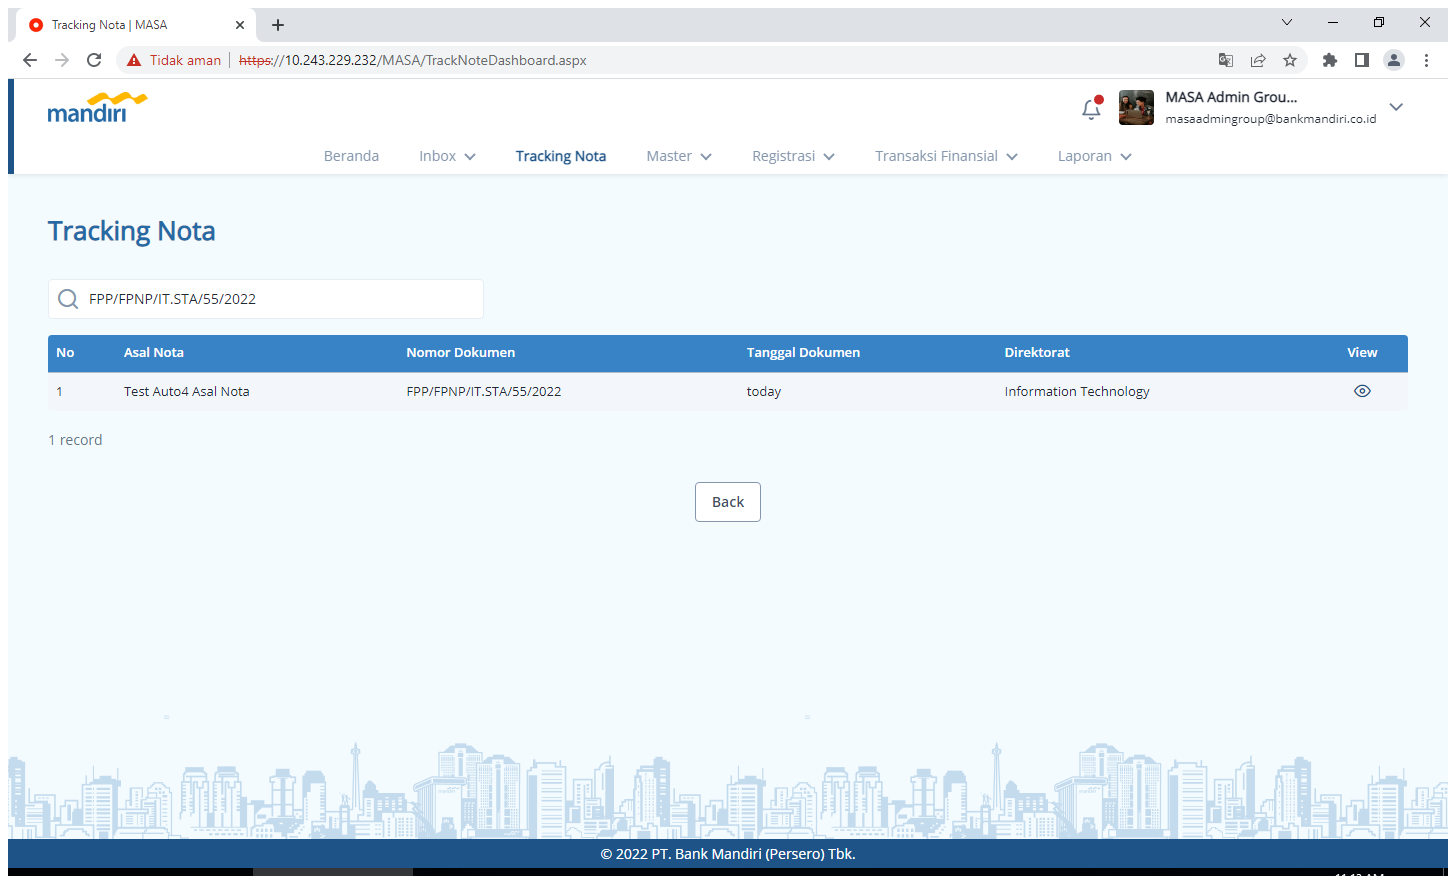 Tracking Nota | MASA
Tidak aman | https://10.243.229.232/MASA/TrackNoteDashboard.aspx
mandiri
MASA Admin Grou...
masaadmingroup@bankmandiri.co.id
Beranda Inbox Tracking Nota Master Registrasi Transaksi Finansial Laporan
Tracking Nota
FPP/FPNP/IT.STA/55/2022
No Asal Nota Nomor Dokumen Tanggal Dokumen Direktorat View
1 Test Auto4 Asal Nota FPP/FPNP/IT.STA/55/2022 today Information Technology
1 record
Back
© 2022 PT. Bank Mandiri (Persero) Tbk.